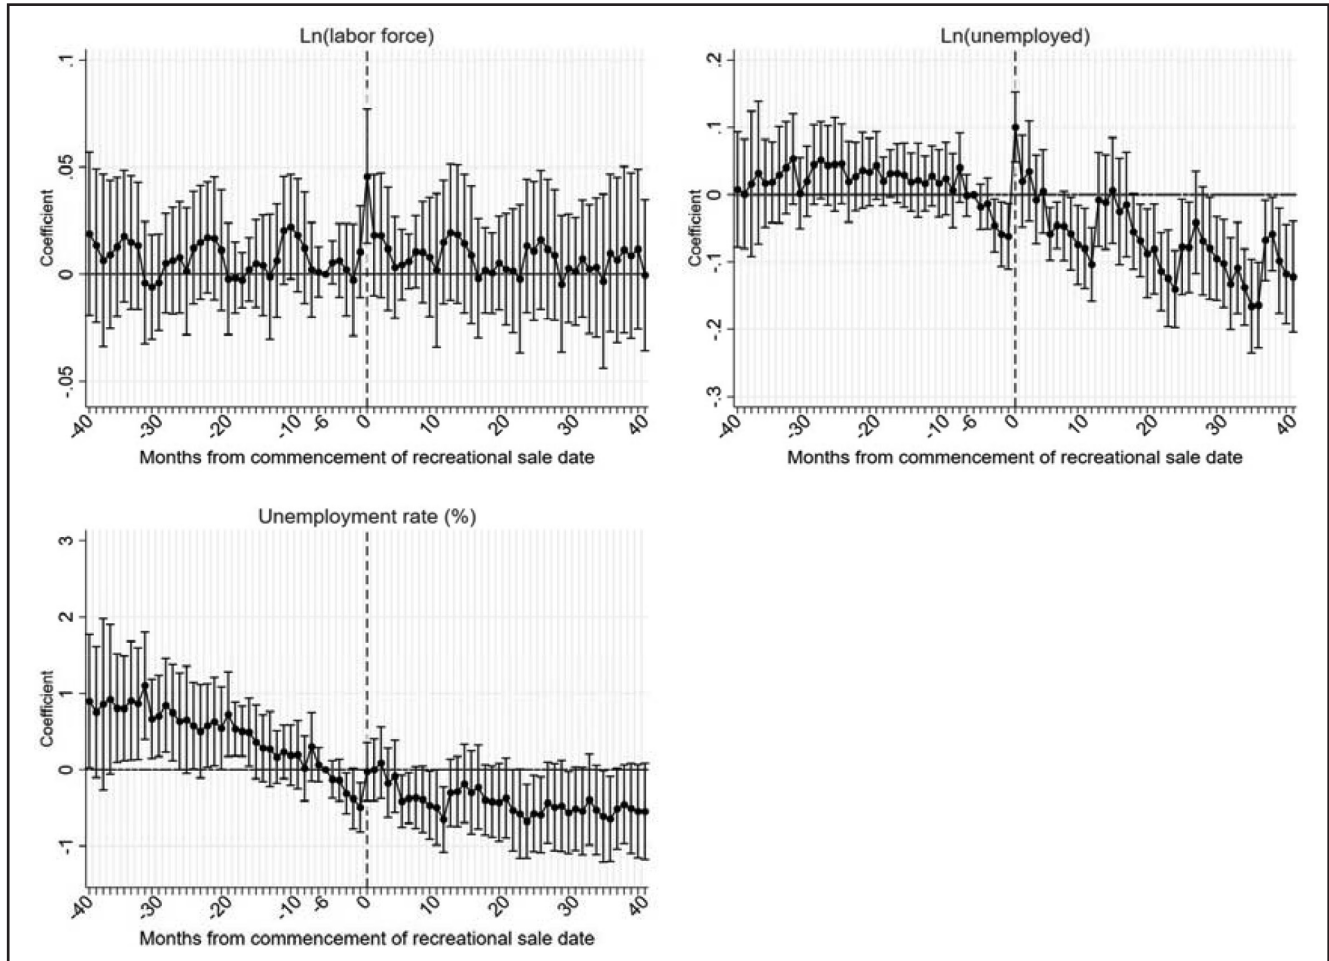 Ln(labor force)
.1
.05
0
-.05
Coefficient
-40 -30 -20 -10 -6 0 10 20 30 40
Months from commencement of recreational sale date
Ln(unemployed)
.2
.1
0
-.1
-.2
-.3
Coefficient
-40 -30 -20 -10 -6 0 10 20 30 40
Months from commencement of recreational sale date
Unemployment rate (%)
3
2
1
0
-1
Coefficient
-40 -30 -20 -10 -6 0 10 20 30 40
Months from commencement of recreational sale date